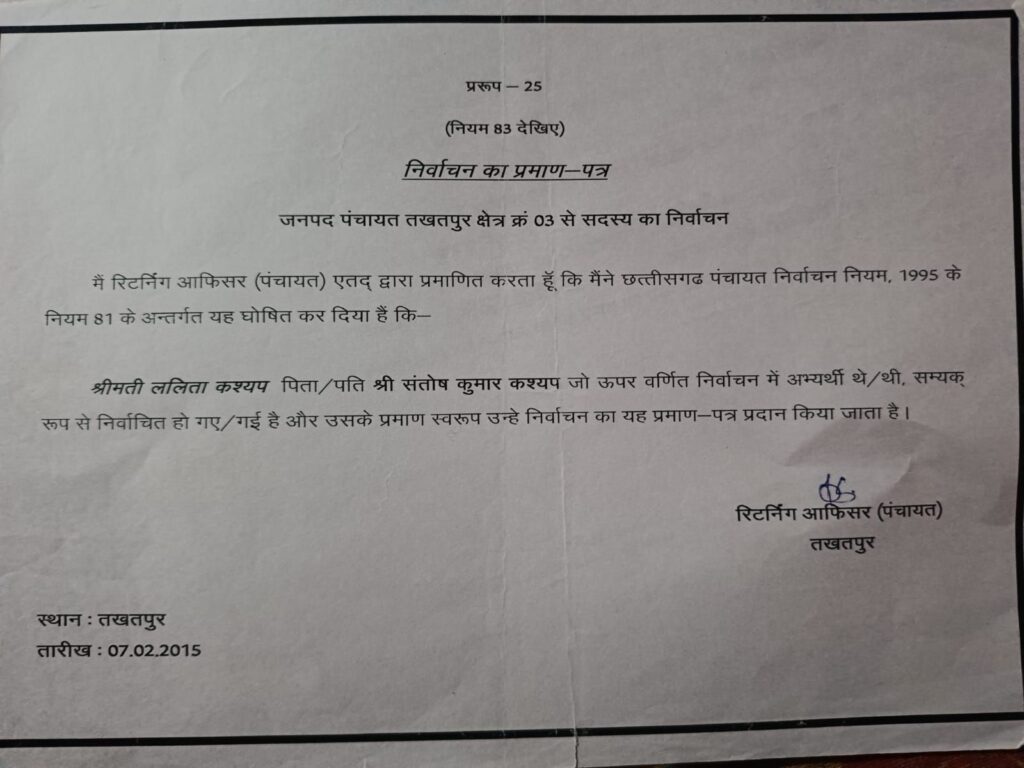 प्ररूप – 25
(नियम 83 देखिए)
निर्वाचन का प्रमाण–पत्र
जनपद पंचायत तखतपुर क्षेत्र क्रं 03 से सदस्य का निर्वाचन
मैं रिटर्निग आफिसर (पंचायत) एतद् द्वारा प्रमाणित करता हूॅं कि मैंने छत्तीसगढ पंचायत निर्वाचन नियम, 1995 के
नियम 81 के अन्तर्गत यह घोषित कर दिया हैं कि–
श्रीमती ललिता कश्यप पिता/पति श्री संतोष कुमार कश्यप जो ऊपर वर्णित निर्वाचन में अभ्यर्थी थे/थी, सम्यक्
रूप से निर्वाचित हो गए/गई है और उसके प्रमाण स्वरूप उन्हे निर्वाचन का यह प्रमाण–पत्र प्रदान किया जाता है।
रिटर्निग आफिसर (पंचायत)
तखतपुर
स्थान : तखतपुर
तारीख : 07.02.2015